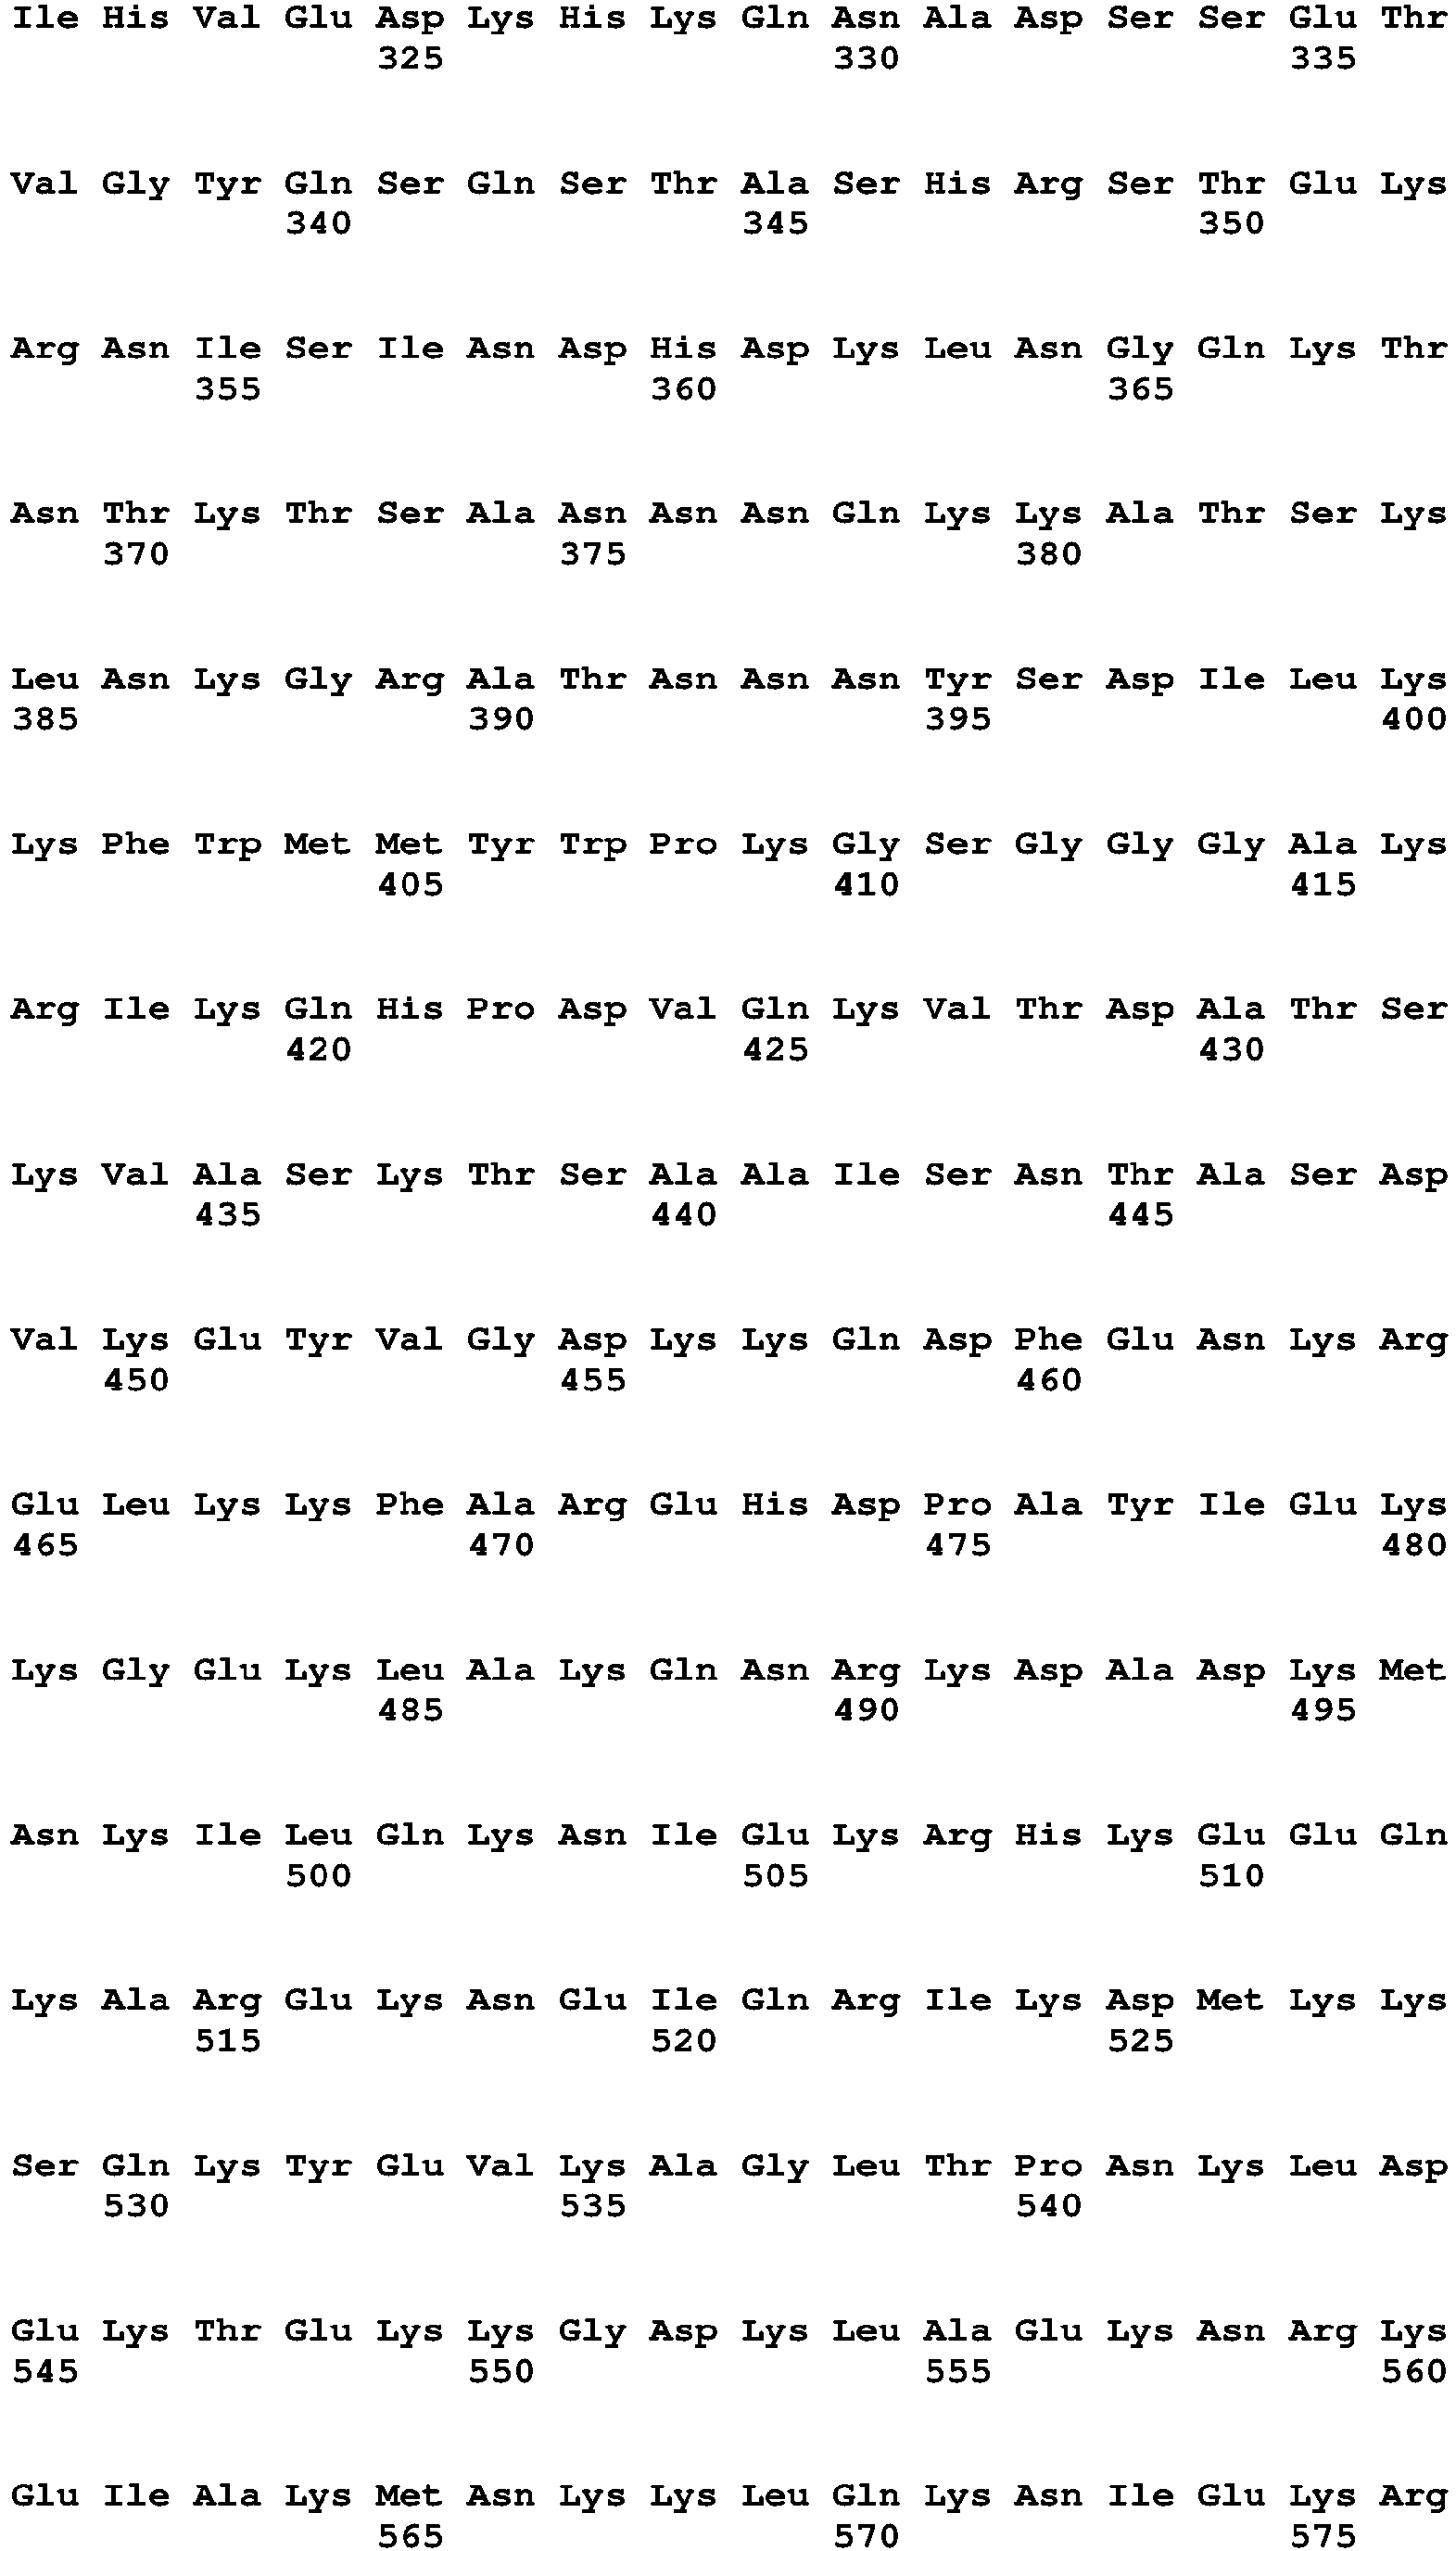 Ile His Val Glu Asp Lys His Lys Gln Asn Ala Asp Ser Ser Glu Thr
325 330 335
Val Gly Tyr Gln Ser Gln Ser Thr Ala Ser His Arg Ser Thr Glu Lys
340 345 350
Arg Asn Ile Ser Ile Asn Asp His Asp Lys Leu Asn Gly Gln Lys Thr
355 360 365
Asn Thr Lys Thr Ser Ala Asn Asn Asn Gln Lys Lys Ala Thr Ser Lys
370 375 380
Leu Asn Lys Gly Arg Ala Thr Asn Asn Asn Tyr Ser Asp Ile Leu Lys
385 390 395 400
Lys Phe Trp Met Met Tyr Trp Pro Lys Gly Ser Gly Gly Gly Ala Lys
405 410 415
Arg Ile Lys Gln His Pro Asp Val Gln Lys Val Thr Asp Ala Thr Ser
420 425 430
Lys Val Ala Ser Lys Thr Ser Ala Ala Ile Ser Asn Thr Ala Ser Asp
435 440 445
Val Lys Glu Tyr Val Gly Asp Lys Lys Gln Asp Phe Glu Asn Lys Arg
450 455 460
Glu Leu Lys Lys Phe Ala Arg Glu His Asp Pro Ala Tyr Ile Glu Lys
465 470 475 480
Lys Gly Glu Lys Leu Ala Lys Gln Asn Arg Lys Asp Ala Asp Lys Met
485 490 495
Asn Lys Ile Leu Gln Lys Asn Ile Glu Lys Arg His Lys Glu Glu Gln
500 505 510
Lys Ala Arg Glu Lys Asn Glu Ile Gln Arg Ile Lys Asp Met Lys Lys
515 520 525
Ser Gln Lys Tyr Glu Val Lys Ala Gly Leu Thr Pro Asn Lys Leu Asp
530 535 540
Glu Lys Thr Glu Lys Lys Gly Asp Lys Leu Ala Glu Lys Asn Arg Lys
545 550 555 560
Glu Ile Ala Lys Met Asn Lys Lys Leu Gln Lys Asn Ile Glu Lys Arg
565 570 575